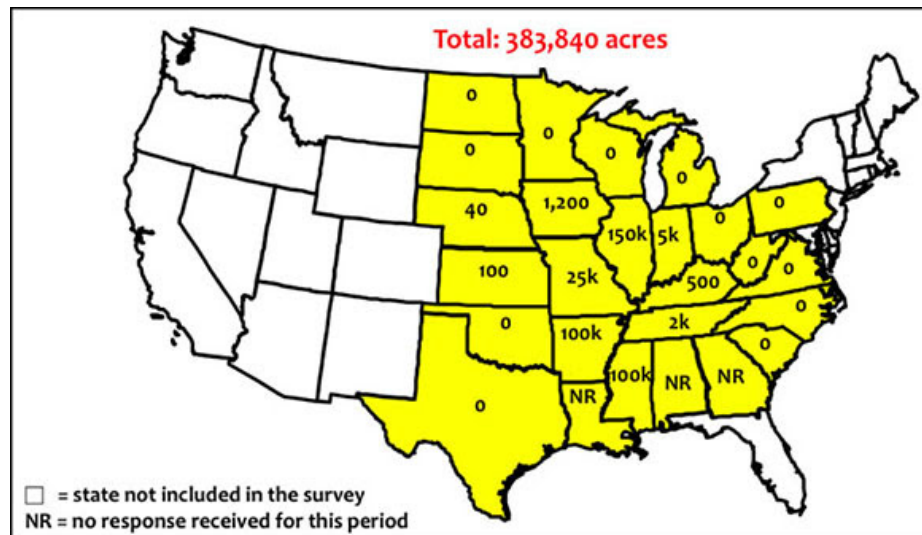 Total: 383,840 acres
0
0
0
0
0
40
1,200
150k
5k
0
0
100
25k
500
0
0
0
100k
2k
0
0
0
NR
100k
NR
NR
= state not included in the survey
NR = no response received for this period